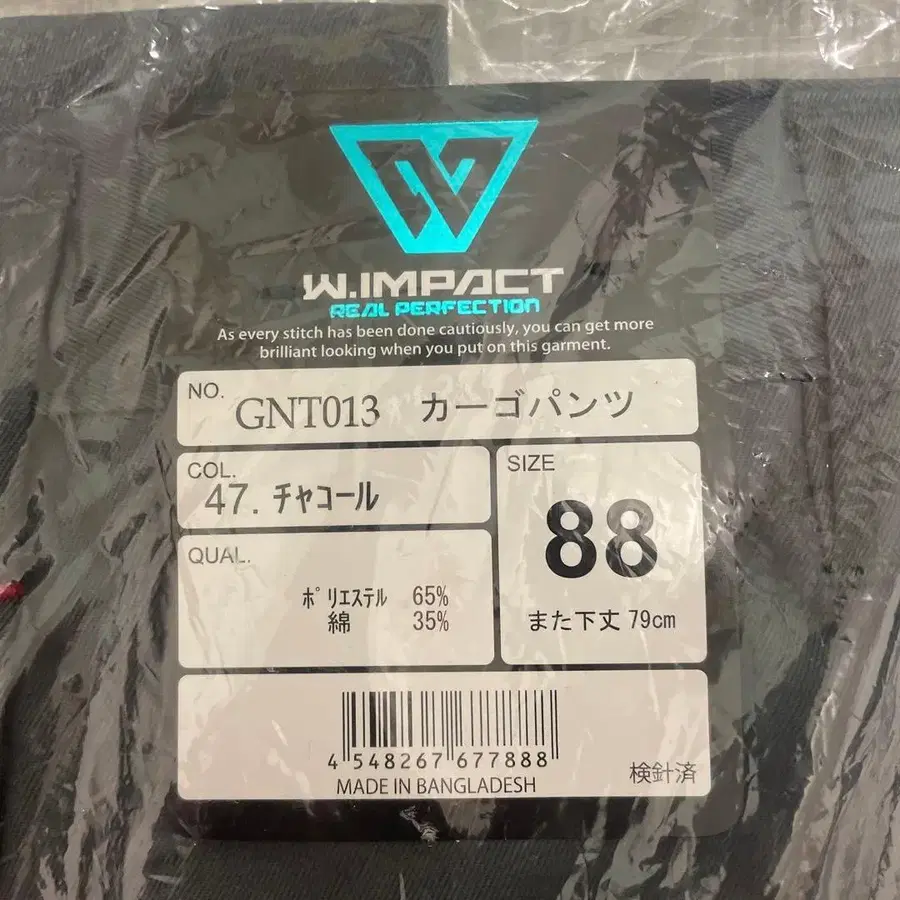 W.IMPACT
REAL PERFECTION
As every stitch has been done cautiously, you can get more
brilliant looking when you put on this garment.
NO.
GNT013 カーゴパンツ
COL.
47. ﾁｬｺｰﾙ
SIZE
88
また下丈 79cm
QUAL.
ﾎﾟﾘｴｽﾃﾙ 65%
綿 35%
4 548267 677888
MADE IN BANGLADESH
検針済